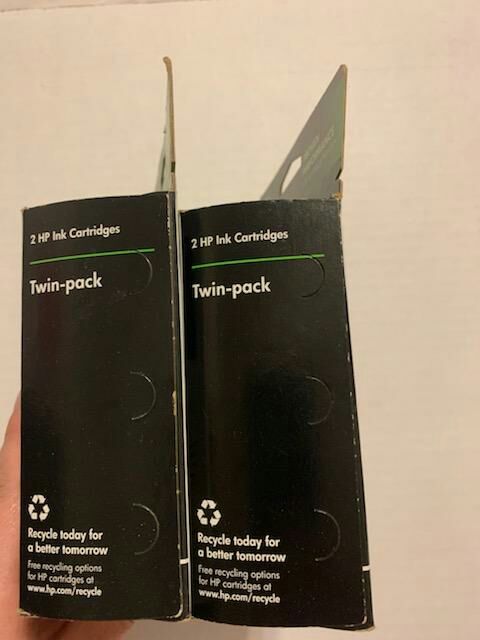 2 HP Ink Cartridges
Twin-pack
Recycle today for
a better tomorrow
Free recycling options
for HP cartridges at
www.hp.com/recycle
2 HP Ink Cartridges
Twin-pack
Recycle today for
a better tomorrow
Free recycling options
for HP cartridges at
www.hp.com/recycle